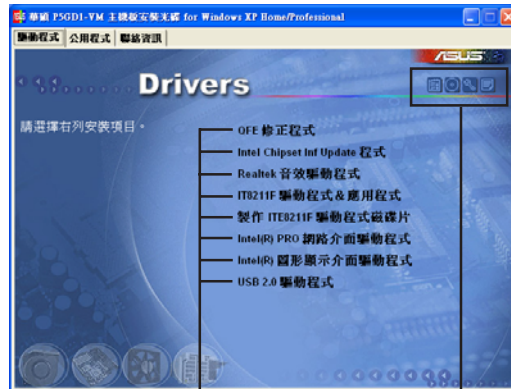 華碩 P5GD1-VM 主機板安裝光碟 for Windows XP Home/Professional
驅動程式 公用程式 聯絡資訊
ASUS
Drivers
請選擇右列安裝項目。
OFE 修正程式
Intel Chipset Inf Update 程式
Realtek 音效驅動程式
IT8211F 驅動程式 & 應用程式
製作 ITE8211F 驅動程式磁碟片
Intel(R) PRO 網路介面驅動程式
Intel(R) 圖形顯示介面驅動程式
USB 2.0 驅動程式